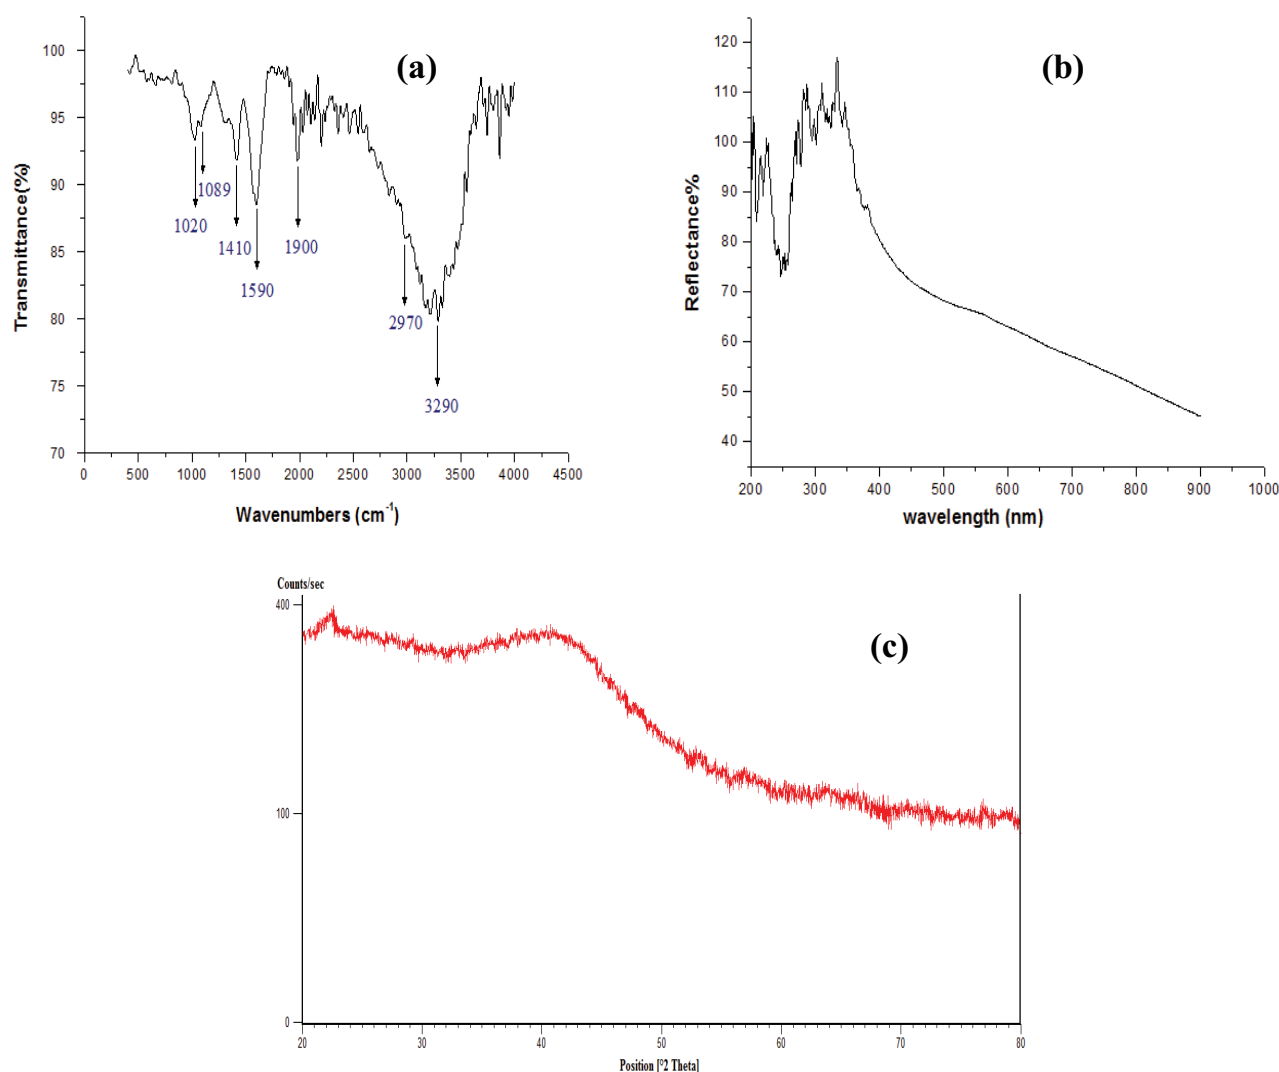 (a)
100
95
90
85
80
75
70
Transmittance(%)
1020
1089
1410
1590
1900
2970
3290
0 500 1000 1500 2000 2500 3000 3500 4000 4500
Wavenumbers (cm⁻¹)
(b)
120
110
100
90
80
70
60
50
40
Reflectance%
200 300 400 500 600 700 800 900 1000
wavelength (nm)
Counts/sec
(c)
400
100
0
20 30 40 50 60 70 80
Position [°2 Theta]